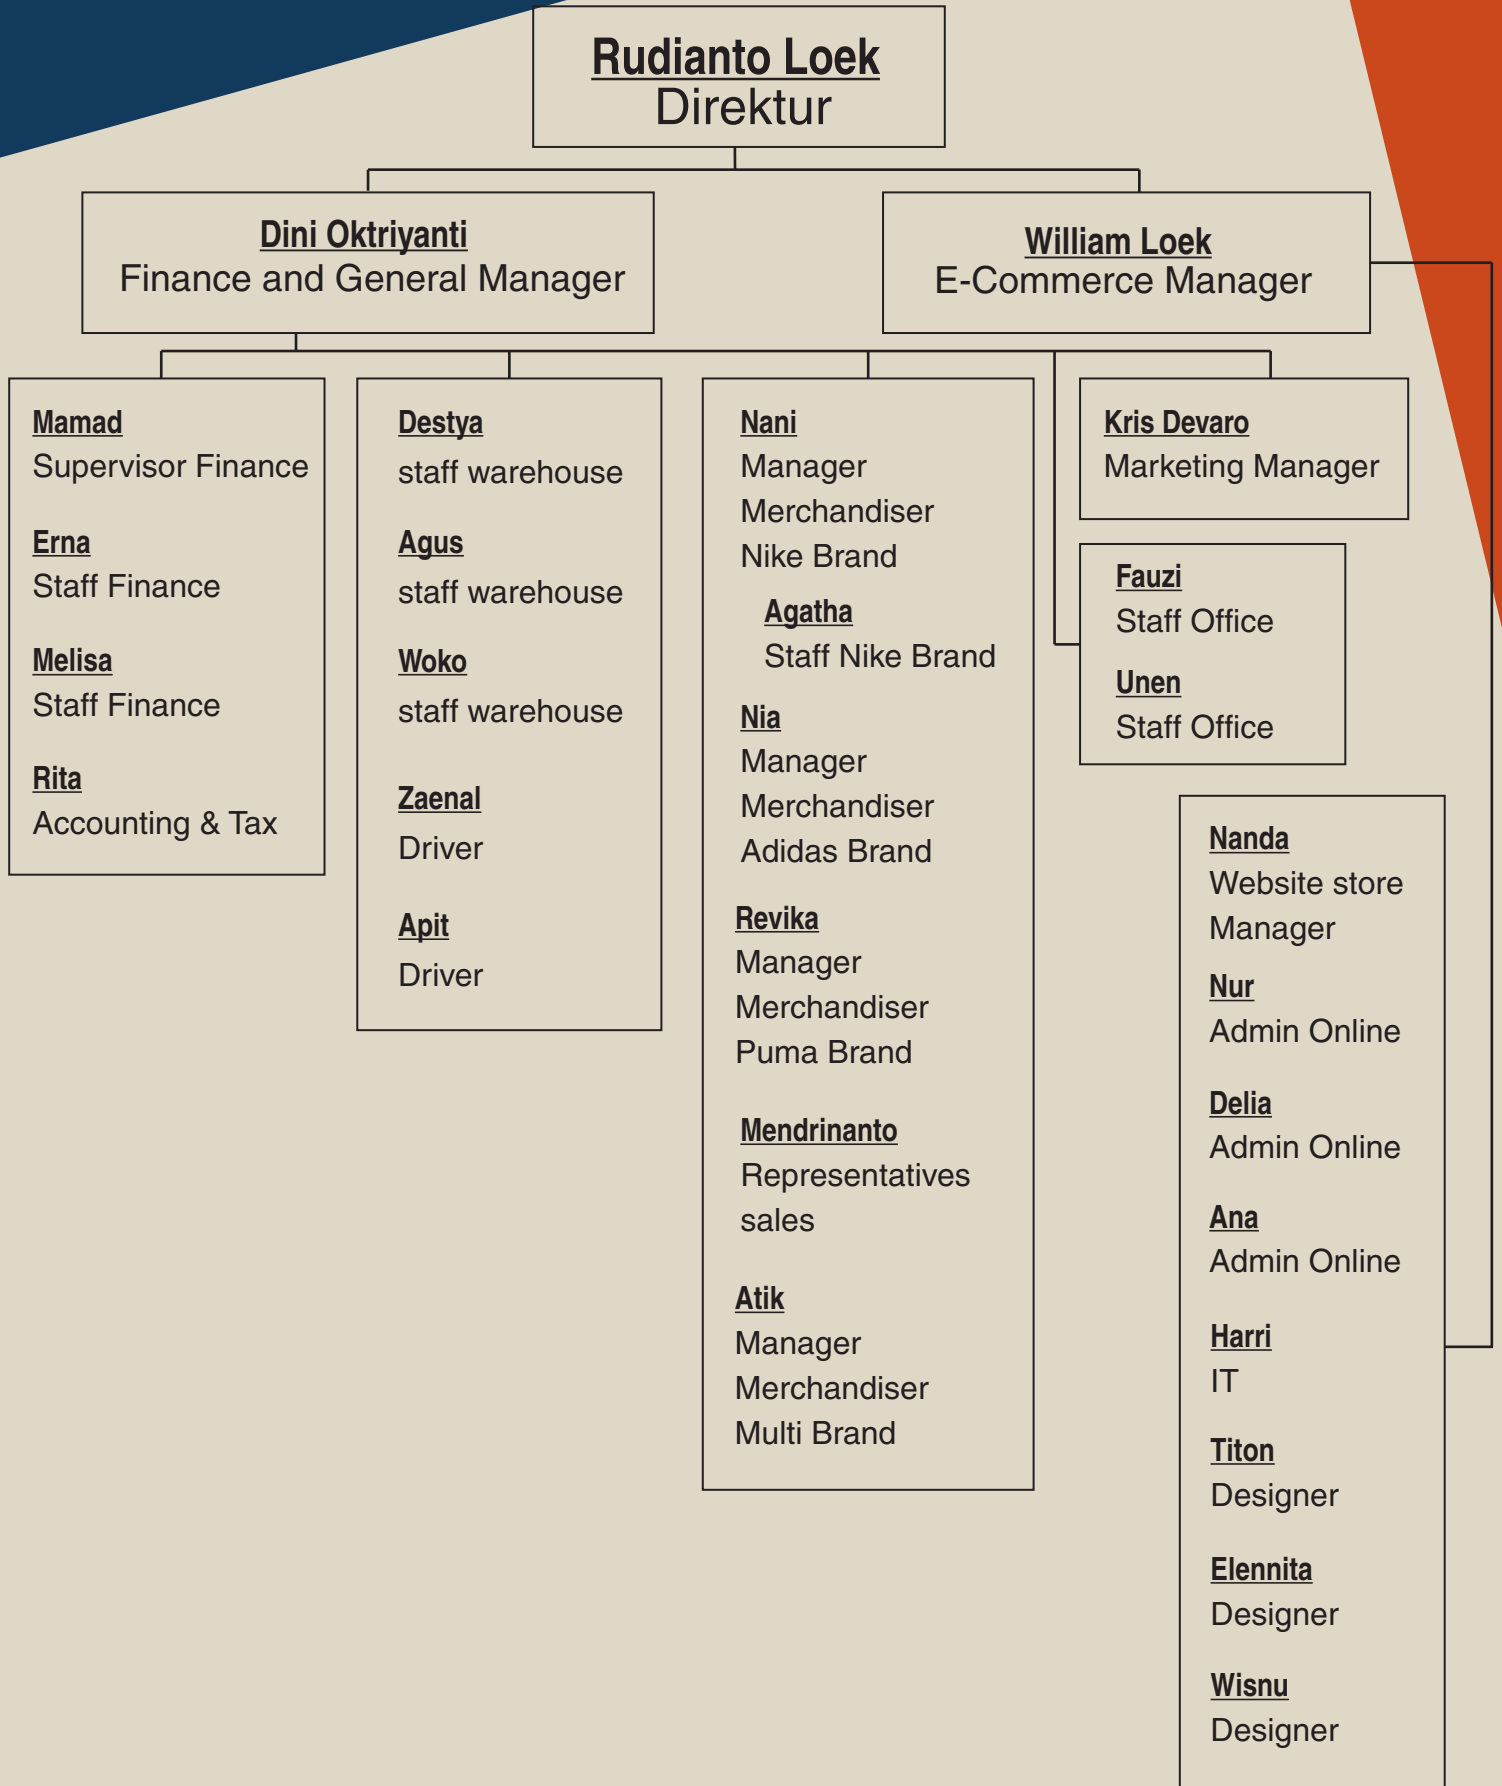 Rudianto Loek
Direktur
Dini Oktriyanti
Finance and General Manager
William Loek
E-Commerce Manager
Mamad
Supervisor Finance
Erna
Staff Finance
Melisa
Staff Finance
Rita
Accounting & Tax
Destya
staff warehouse
Agus
staff warehouse
Woko
staff warehouse
Zaenal
Driver
Apit
Driver
Nani
Manager
Merchandiser
Nike Brand
Agatha
Staff Nike Brand
Nia
Manager
Merchandiser
Adidas Brand
Revika
Manager
Merchandiser
Puma Brand
Mendrinanto
Representatives
sales
Atik
Manager
Merchandiser
Multi Brand
Kris Devaro
Marketing Manager
Fauzi
Staff Office
Unen
Staff Office
Nanda
Website store
Manager
Nur
Admin Online
Delia
Admin Online
Ana
Admin Online
Harri
IT
Titon
Designer
Elennita
Designer
Wisnu
Designer